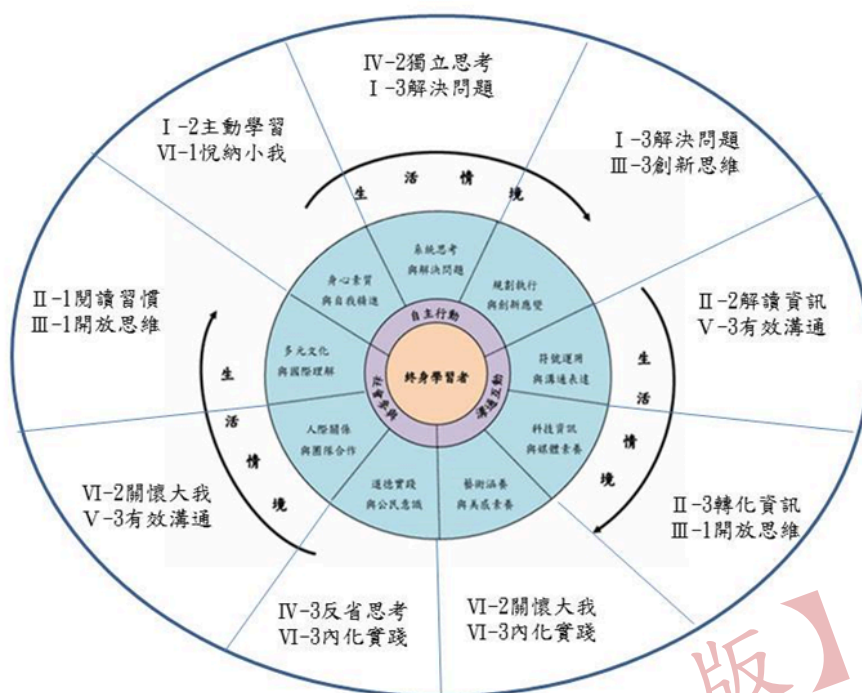 Ⅳ-2獨立思考
Ⅰ-3解決問題
Ⅰ-3解決問題
Ⅲ-3創新思維
Ⅱ-2解讀資訊
Ⅴ-3有效溝通
Ⅱ-3轉化資訊
Ⅲ-1開放思維
Ⅵ-2關懷大我
Ⅵ-3內化實踐
Ⅳ-3反省思考
Ⅵ-3內化實踐
Ⅵ-2關懷大我
Ⅴ-3有效溝通
Ⅱ-1閱讀習慣
Ⅲ-1開放思維
Ⅰ-2主動學習
Ⅵ-1悅納小我
生活情境
生活情境
生活情境
系統思考
與解決問題
規劃執行
與創新應變
符號運用
與溝通表達
科技資訊
與媒體素養
藝術涵養
與美感素養
道德實踐
與公民意識
人際關係
與團隊合作
多元文化
與國際理解
身心素質
與自我精進
自主行動
溝通互動
社會參與
終身學習者
版】